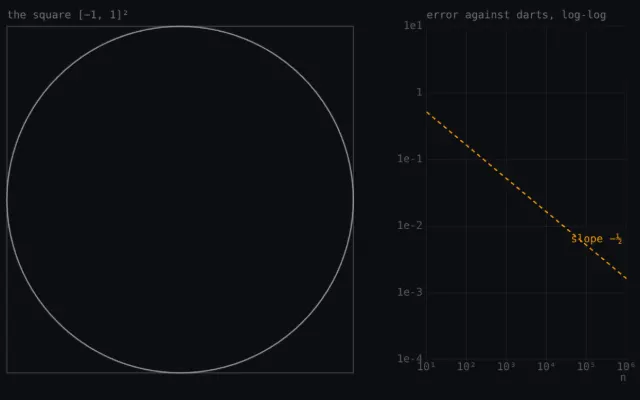 the square [−1, 1]²
error against darts, log-log
1e1
1
1e-1
1e-2
slope −½
1e-3
1e-4
10¹ 10² 10³ 10⁴ 10⁵ 10⁶
n